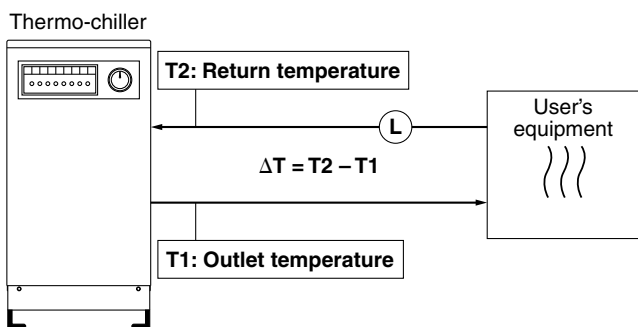 Thermo-chiller
T2: Return temperature
L
User's
equipment
ΔT = T2 – T1
T1: Outlet temperature